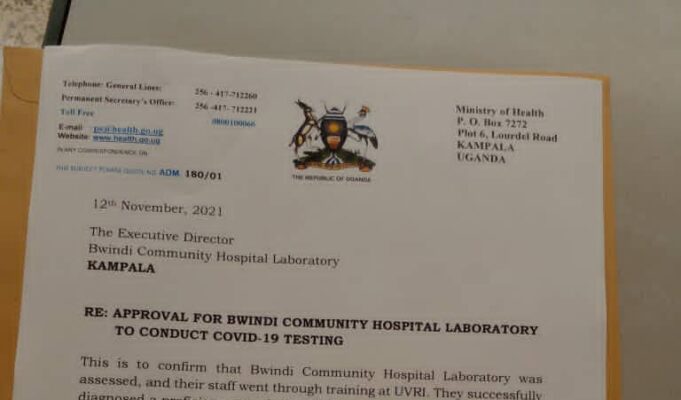 Telephone: General Lines: 256 - 417-712260
Permanent Secretary's Office: 256 -417- 712221
Toll Free 0800100066
E-mail ps@health.go.ug
Website: www.health.go.ug
IN ANY CORRESPONDENCE ON
THE SUBJECT PLEASE QUOTE NO. ADM 180/01
THE REPUBLIC OF UGANDA
Ministry of Health
P. O. Box 7272
Plot 6, Lourdel Road
KAMPALA
UGANDA
12th November, 2021
The Executive Director
Bwindi Community Hospital Laboratory
KAMPALA
RE: APPROVAL FOR BWINDI COMMUNITY HOSPITAL LABORATORY
TO CONDUCT COVID-19 TESTING
This is to confirm that Bwindi Community Hospital Laboratory was
assessed, and their staff went through training at UVRI. They successfully
diagnosed a